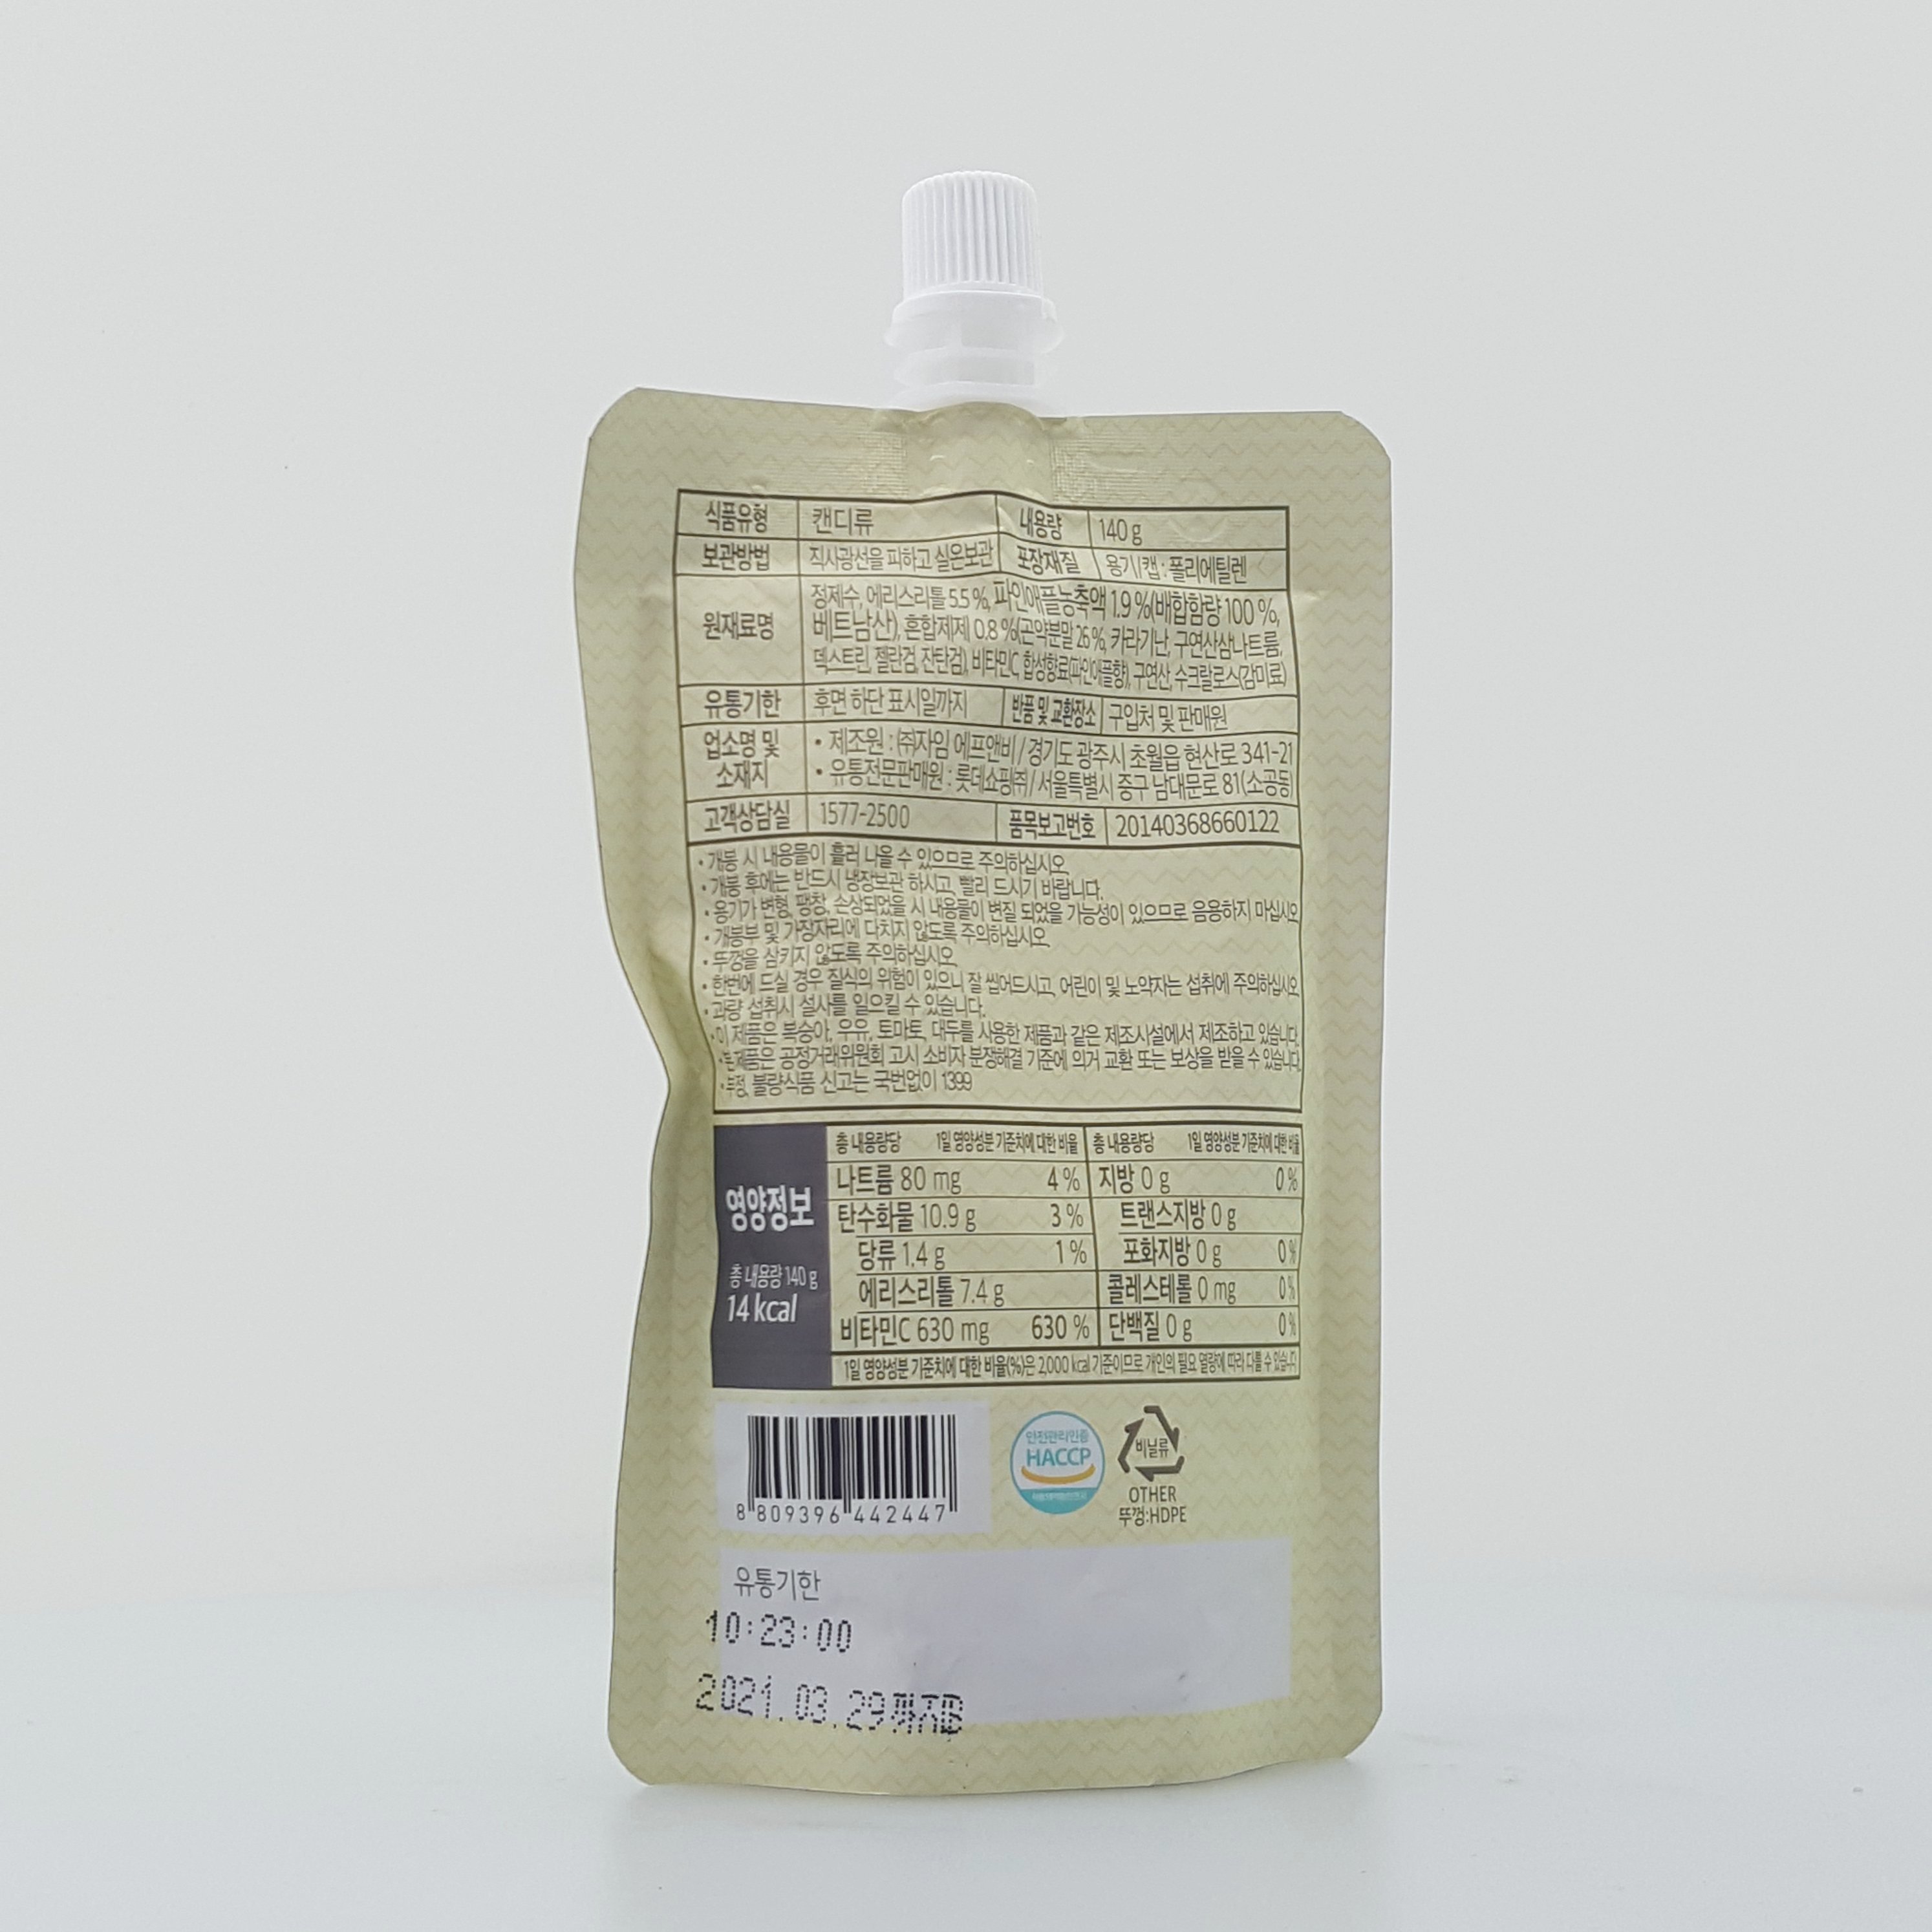 식품유형 캔디류 내용량 140 g
보관방법 직사광선을 피하고 실온보관 포장재질 용기|캡 : 폴리에틸렌
원재료명 정제수, 에리스리톨 5.5 %, 파인애플농축액 1.9 %(배합함량 100 %,
베트남산), 혼합제제 0.8 %(곤약분말 26 %, 카라기난, 구연산삼나트륨,
덱스트린, 젤란검, 잔탄검), 비타민C, 합성향료(파인애플향), 구연산, 수크랄로스(감미료)
유통기한 후면 하단 표시일까지 반품 및 교환장소 구입처 및 판매원
업소명 및 소재지 • 제조원 : ㈜자임 에프앤비 / 경기도 광주시 초월읍 현산로 341-21
• 유통전문판매원 : 롯데쇼핑㈜ / 서울특별시 중구 남대문로 81(소공동)
고객상담실 1577-2500 품목보고번호 20140368660122
• 개봉 시 내용물이 흘러 나올 수 있으므로 주의하십시오.
• 개봉 후에는 반드시 냉장보관 하시고, 빨리 드시기 바랍니다.
• 용기가 변형, 팽창, 손상되었을 시 내용물이 변질 되었을 가능성이 있으므로 음용하지 마십시오.
• 개봉부 및 가장자리에 다치지 않도록 주의하십시오.
• 뚜껑을 삼키지 않도록 주의하십시오.
• 한번에 드실 경우 질식의 위험이 있으니 잘 씹어드시고, 어린이 및 노약자는 섭취에 주의하십시오.
• 과량 섭취시 설사를 일으킬 수 있습니다.
• 이 제품은 복숭아, 우유, 토마토, 대두를 사용한 제품과 같은 제조시설에서 제조하고 있습니다.
• 본 제품은 공정거래위원회 고시 소비자 분쟁해결 기준에 의거 교환 또는 보상을 받을 수 있습니다.
• 부정, 불량식품 신고는 국번없이 1399
영양정보
총 내용량 140 g
14 kcal
총 내용량당 1일 영양성분 기준치에 대한 비율 총 내용량당 1일 영양성분 기준치에 대한 비율
나트륨 80 mg 4 % 지방 0 g 0 %
탄수화물 10.9 g 3 % 트랜스지방 0 g
당류 1.4 g 1 % 포화지방 0 g 0 %
에리스리톨 7.4 g 콜레스테롤 0 mg 0 %
비타민C 630 mg 630 % 단백질 0 g 0 %
1일 영양성분 기준치에 대한 비율(%)은 2,000 kcal 기준이므로 개인의 필요 열량에 따라 다를 수 있습니다
8 809396 442447
안전관리인증
HACCP
비닐류
OTHER
뚜껑:HDPE
유통기한
10:23:00
2021.03.29까지B